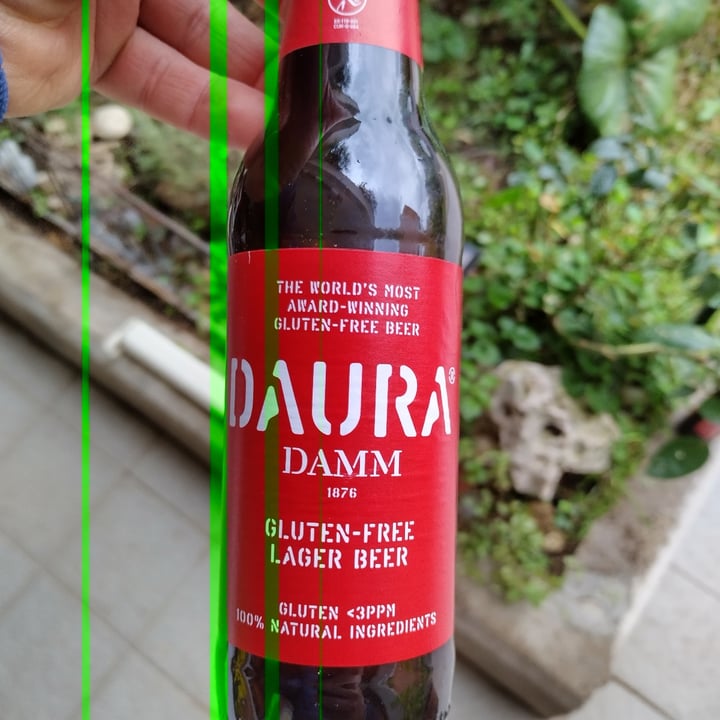 THE WORLD'S MOST
AWARD-WINNING
GLUTEN-FREE BEER
DAURA®
DAMM
1876
GLUTEN-FREE
LAGER BEER
GLUTEN <3PPM
100% NATURAL INGREDIENTS